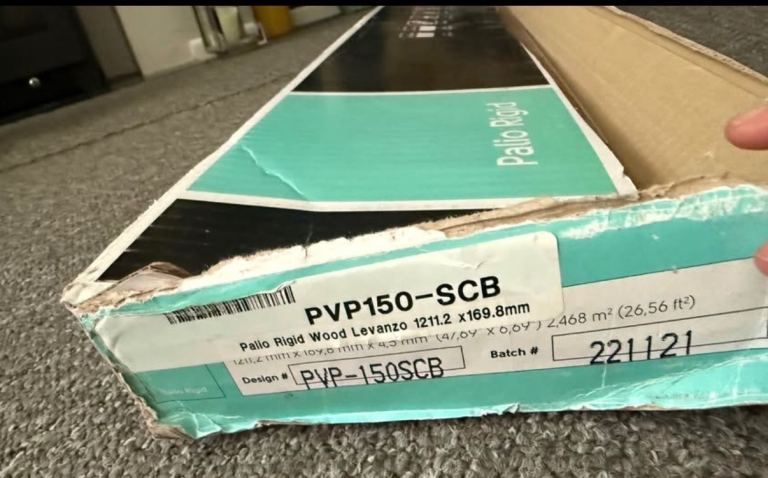 Palio Rigid
PVP150-SCB
Palio Rigid Wood Levanzo 1211.2 x169.8mm
1211,2 mm x 169,8 mm x 4,5 mm (47,69" x 6,69") 2,468 m² (26,56 ft²)
Design # PVP-150SCB Batch # 221121
Palio Rigid